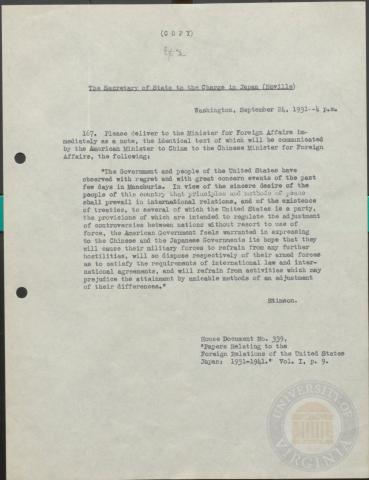 (COPY)
The Secretary of State to the Charge in Japan (Neville)
Washington, September 24, 1931--4 p.m.
167. Please deliver to the Minister for Foreign Affairs im-
mediately as a note, the identical text of which will be communicated
by the American Minister to China to the Chinese Minister for Foreign
Affairs, the following:
"The Government and people of the United States have
observed with regret and with great concern events of the past
few days in Manchuria. In view of the sincere desire of the
people of this country that principles and methods of peace
shall prevail in international relations, and of the existence
of treaties, to several of which the United States is a party,
the provisions of which are intended to regulate the adjustment
of controversies between nations without resort to use of
force, the American Government feels warranted in expressing
to the Chinese and the Japanese Governments its hope that they
will cause their military forces to refrain from any further
hostilities, will so dispose respectively of their armed forces
as to satisfy the requirements of international law and inter-
national agreements, and will refrain from activities which may
prejudice the attainment by amicable methods of an adjustment
of their differences."
Stimson.
House Document No. 339,
"Papers Relating to the
Foreign Relations of the United States
Japan: 1931-1941." Vol. I, p. 9.
UNIVERSITY OF VIRGINIA